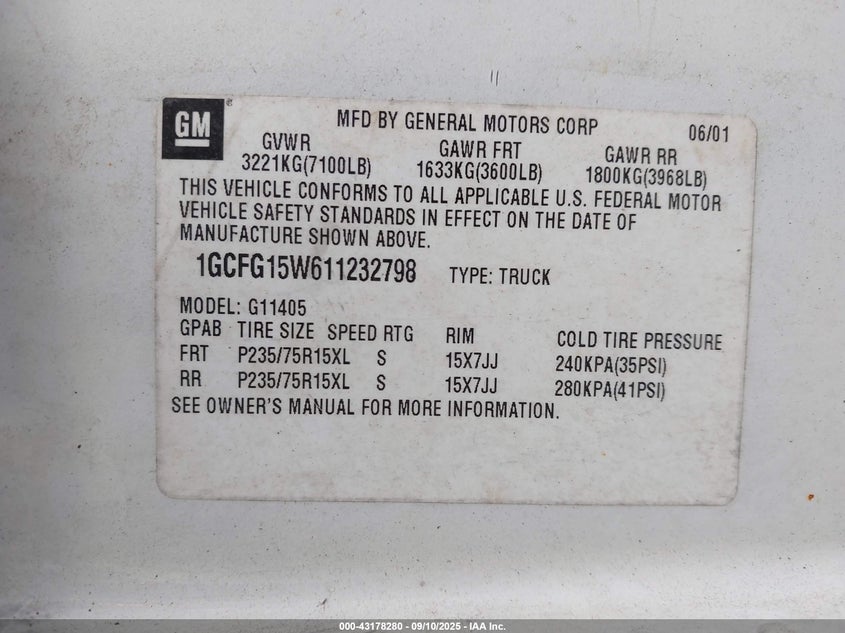 GM
MFD BY GENERAL MOTORS CORP 06/01
GVWR GAWR FRT GAWR RR
3221KG(7100LB) 1633KG(3600LB) 1800KG(3968LB)
THIS VEHICLE CONFORMS TO ALL APPLICABLE U.S. FEDERAL MOTOR
VEHICLE SAFETY STANDARDS IN EFFECT ON THE DATE OF
MANUFACTURE SHOWN ABOVE.
1GCFG15W611232798 TYPE: TRUCK
MODEL: G11405
GPAB TIRE SIZE SPEED RTG RIM COLD TIRE PRESSURE
FRT P235/75R15XL S 15X7JJ 240KPA(35PSI)
RR P235/75R15XL S 15X7JJ 280KPA(41PSI)
SEE OWNER'S MANUAL FOR MORE INFORMATION.
000-43178280 - 09/10/2025 - IAA Inc.